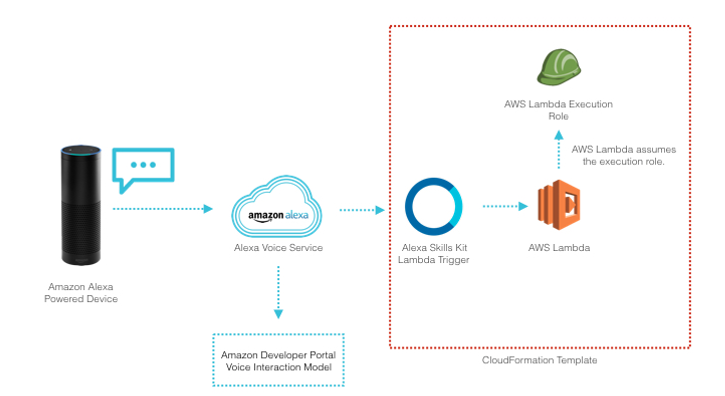 AWS Lambda Execution
Role
AWS Lambda assumes
the execution role.
amazon alexa
Alexa Voice Service
Alexa Skills Kit
Lambda Trigger
AWS Lambda
Amazon Alexa
Powered Device
Amazon Developer Portal
Voice Interaction Model
CloudFormation Template